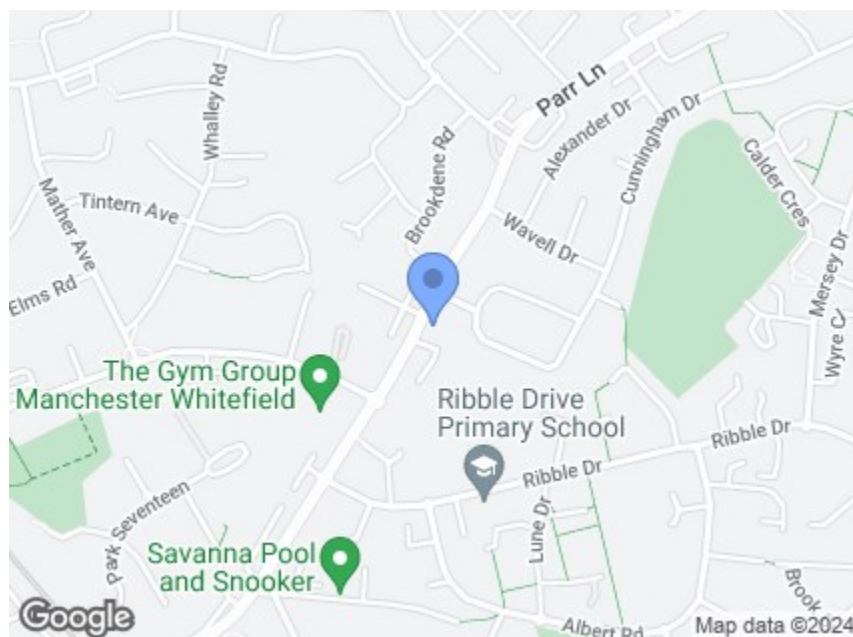 Parr Ln
Whalley Rd
Alexander Dr
Cunningham Dr
Brookdene Rd
Calder Cres
Mather Ave
Tintern Ave
Wavell Dr
Mersey Dr
Elms Rd
Wyre C
The Gym Group
Manchester Whitefield
Ribble Drive
Primary School
Ribble Dr
Ribble Dr
Park Seventeen
Lune Dr
Savanna Pool
and Snooker
Brook
Albert Rd
Google
Map data ©2024